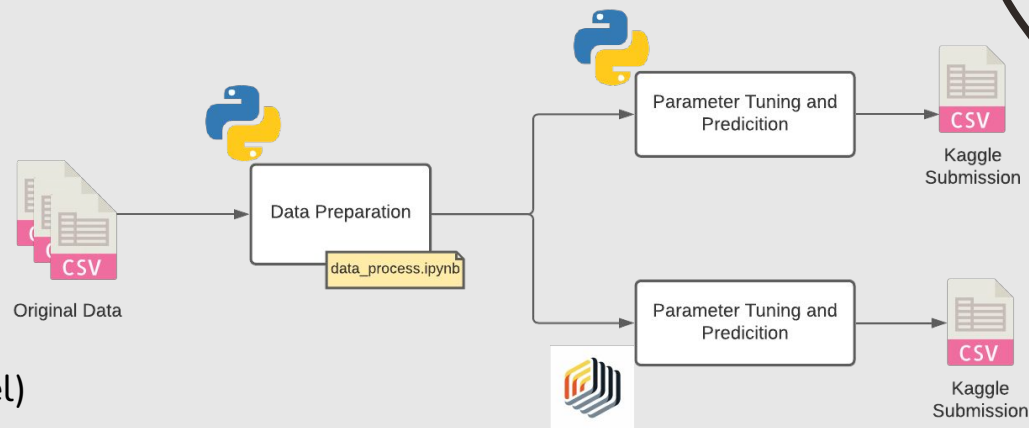 CSV
Original Data
Data Preparation
data_process.ipynb
Parameter Tuning and
Predicition
CSV
Kaggle
Submission
Parameter Tuning and
Predicition
CSV
Kaggle
Submission
el)